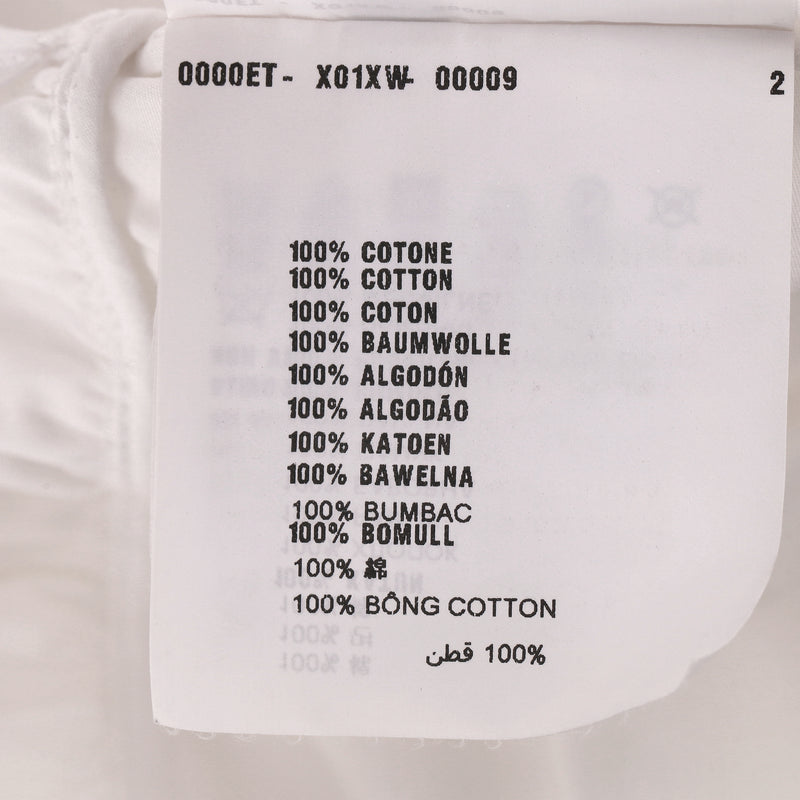 0000ET- X01XW- 00009 2
100% COTONE
100% COTTON
100% COTON
100% BAUMWOLLE
100% ALGODÓN
100% ALGODÃO
100% KATOEN
100% BAWELNA
100% BUMBAC
100% BOMULL
100% 綿
100% BÔNG COTTON
100% قطن